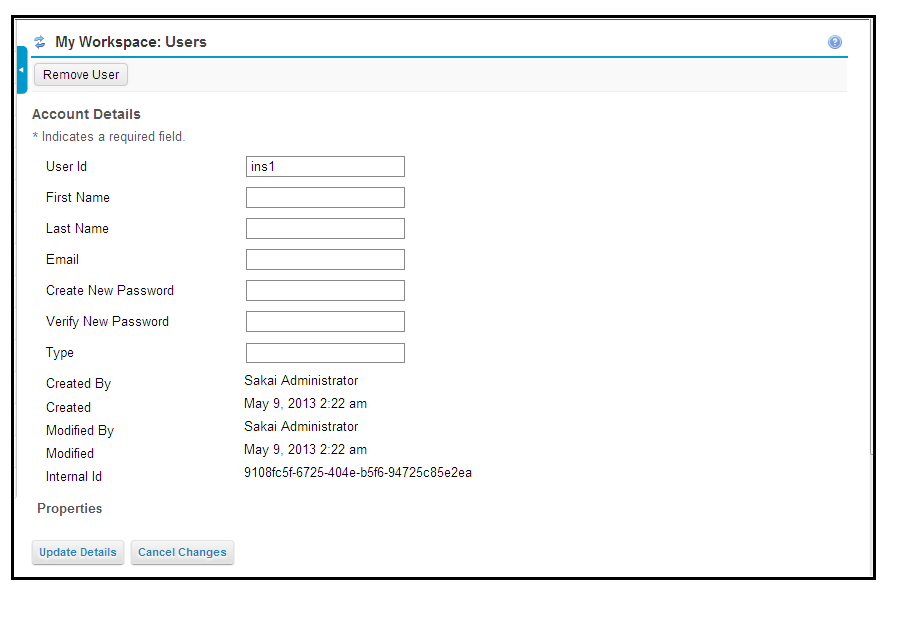 My Workspace: Users
Remove User
Account Details
* Indicates a required field.
User Id ins1
First Name
Last Name
Email
Create New Password
Verify New Password
Type
Created By Sakai Administrator
Created May 9, 2013 2:22 am
Modified By Sakai Administrator
Modified May 9, 2013 2:22 am
Internal Id 9108fc5f-6725-404e-b5f6-94725c85e2ea
Properties
Update Details Cancel Changes